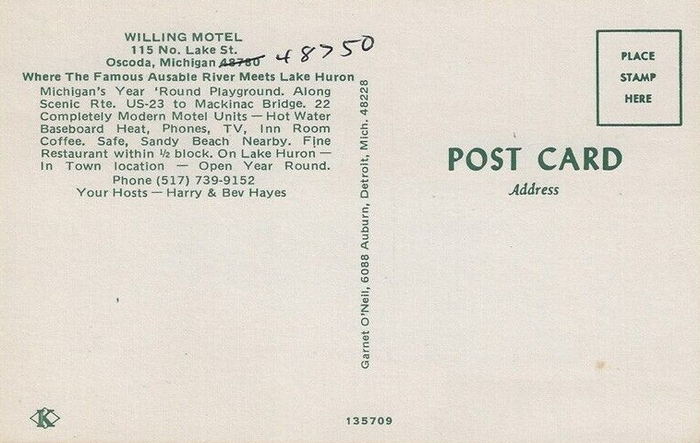 WILLING MOTEL
115 No. Lake St.
Oscoda, Michigan 48780 48750
Where The Famous Ausable River Meets Lake Huron
Michigan's Year 'Round Playground. Along
Scenic Rte. US-23 to Mackinac Bridge. 22
Completely Modern Motel Units — Hot Water
Baseboard Heat, Phones, TV, Inn Room
Coffee. Safe, Sandy Beach Nearby. Fine
Restaurant within ½ block. On Lake Huron —
In Town location — Open Year Round.
Phone (517) 739-9152
Your Hosts — Harry & Bev Hayes
Garnet O'Neil, 6088 Auburn, Detroit, Mich. 48228
PLACE
STAMP
HERE
POST CARD
Address
K
135709